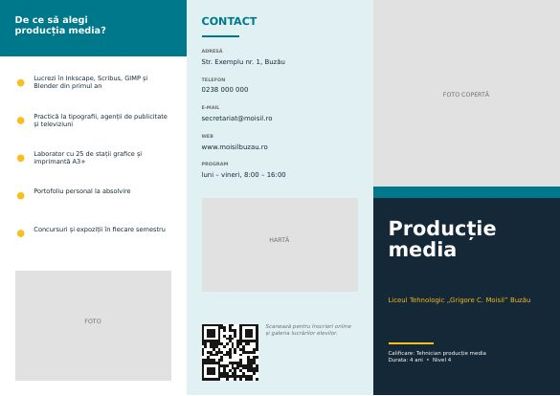 De ce să alegi
producția media?
Lucrezi în Inkscape, Scribus, GIMP și
Blender din primul an
Practică la tipografii, agenții de publicitate
și televiziuni
Laborator cu 25 de stații grafice și
imprimantă A3+
Portofoliu personal la absolvire
Concursuri și expoziții în fiecare semestru
FOTO
CONTACT
ADRESĂ
Str. Exemplu nr. 1, Buzău
TELEFON
0238 000 000
E-MAIL
secretariat@moisil.ro
WEB
www.moisilbuzau.ro
PROGRAM
luni – vineri, 8:00 – 16:00
HARTĂ
Scanează pentru înscrieri online
și galeria lucrărilor elevilor.
FOTO COPERTĂ
Producție
media
Liceul Tehnologic „Grigore C. Moisil” Buzău
Calificare: Tehnician producție media
Durata: 4 ani • Nivel 4